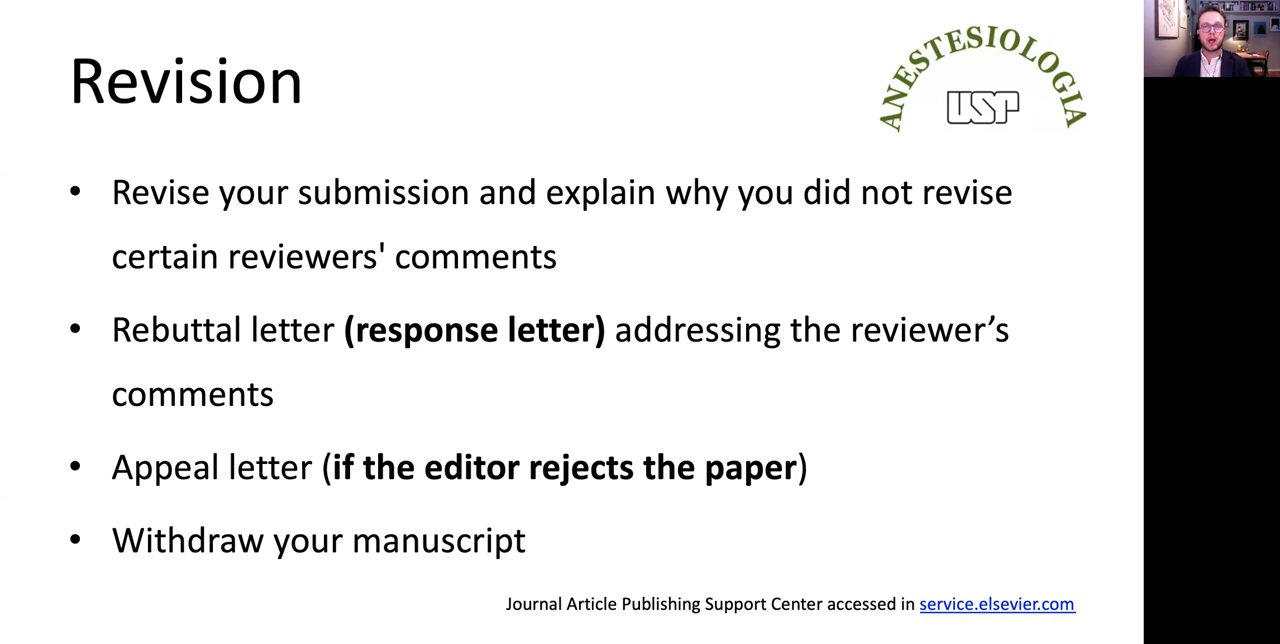 Revision
ANESTESIOLOGIA
USP
• Revise your submission and explain why you did not revise
certain reviewers' comments
• Rebuttal letter (response letter) addressing the reviewer’s
comments
• Appeal letter (if the editor rejects the paper)
• Withdraw your manuscript
Journal Article Publishing Support Center accessed in service.elsevier.com